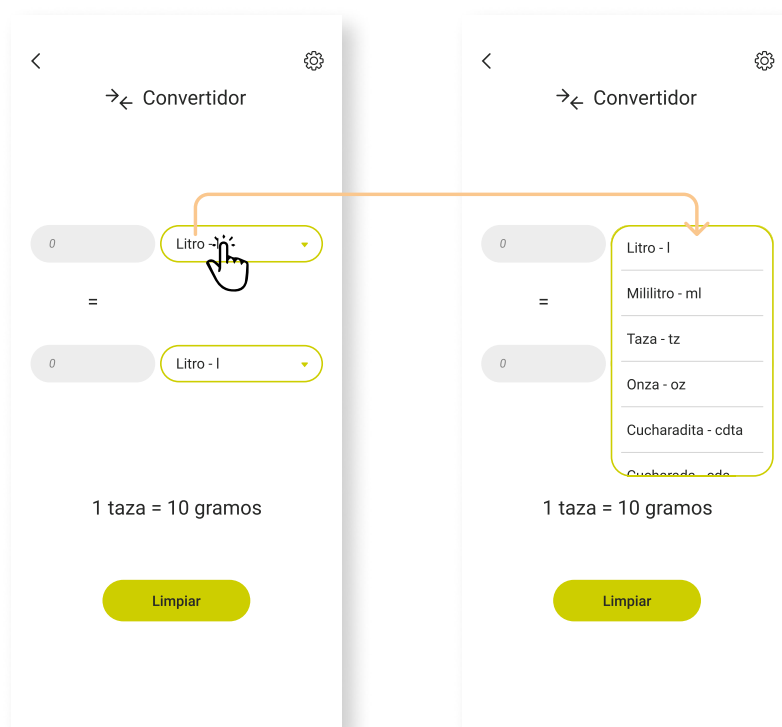 Convertidor
0
Litro - l
=
0
Litro - l
1 taza = 10 gramos
Limpiar
Convertidor
0
Litro - l
Mililitro - ml
=
Taza - tz
0
Onza - oz
Cucharadita - cdta
1 taza = 10 gramos
Limpiar